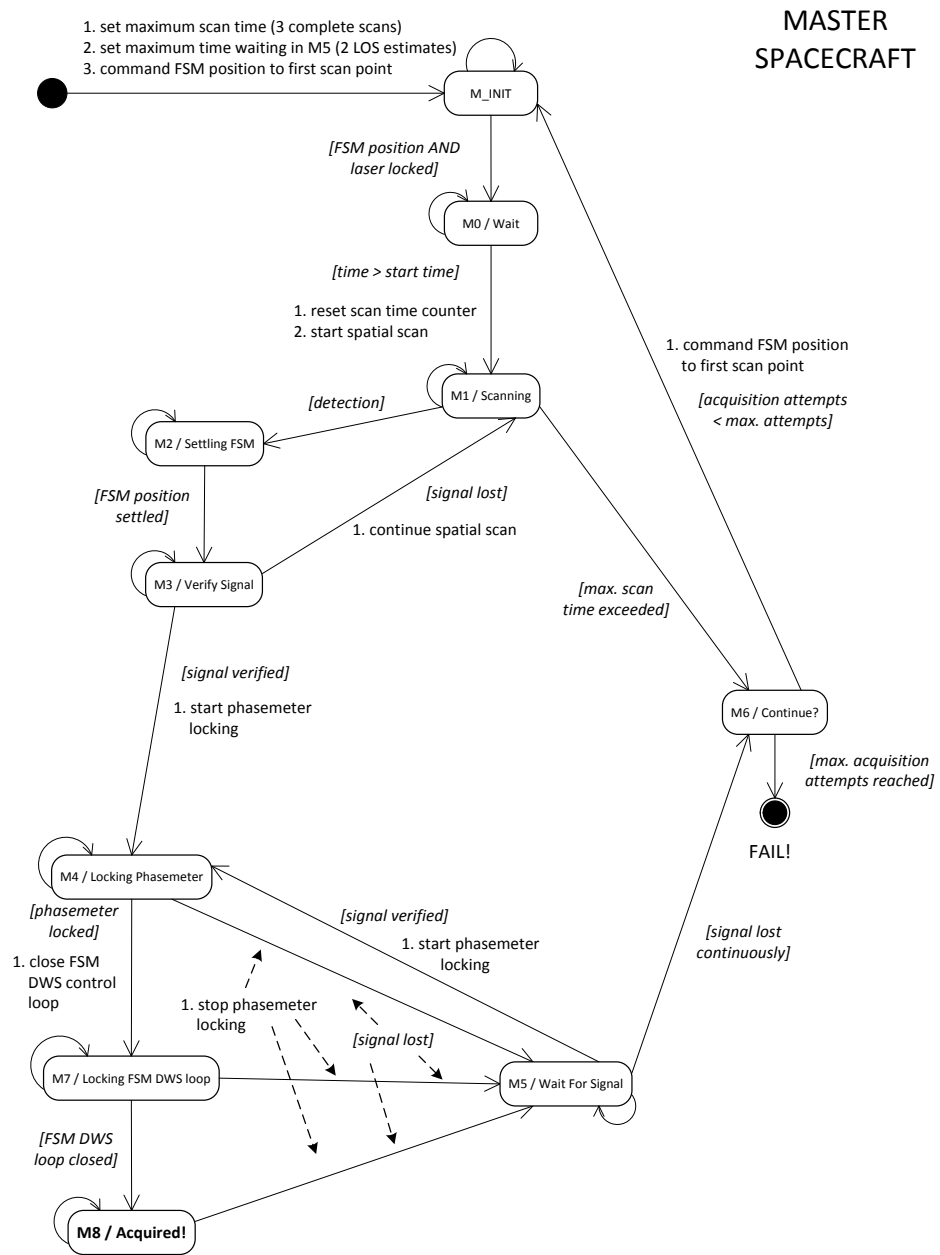 MASTER
SPACECRAFT
1. set maximum scan time (3 complete scans)
2. set maximum time waiting in M5 (2 LOS estimates)
3. command FSM position to first scan point
M_INIT
[FSM position AND
laser locked]
M0 / Wait
[time > start time]
1. reset scan time counter
2. start spatial scan
1. command FSM position
to first scan point
[acquisition attempts
< max. attempts]
M1 / Scanning
[detection]
M2 / Settling FSM
[FSM position
settled]
[signal lost]
1. continue spatial scan
M3 / Verify Signal
[max. scan
time exceeded]
[signal verified]
1. start phasemeter
locking
M6 / Continue?
[max. acquisition
attempts reached]
FAIL!
M4 / Locking Phasemeter
[phasemeter
locked]
1. close FSM
DWS control
loop
[signal verified]
1. start phasemeter
locking
[signal lost
continuously]
1. stop phasemeter
locking
[signal lost]
M7 / Locking FSM DWS loop
M5 / Wait For Signal
[FSM DWS
loop closed]
M8 / Acquired!